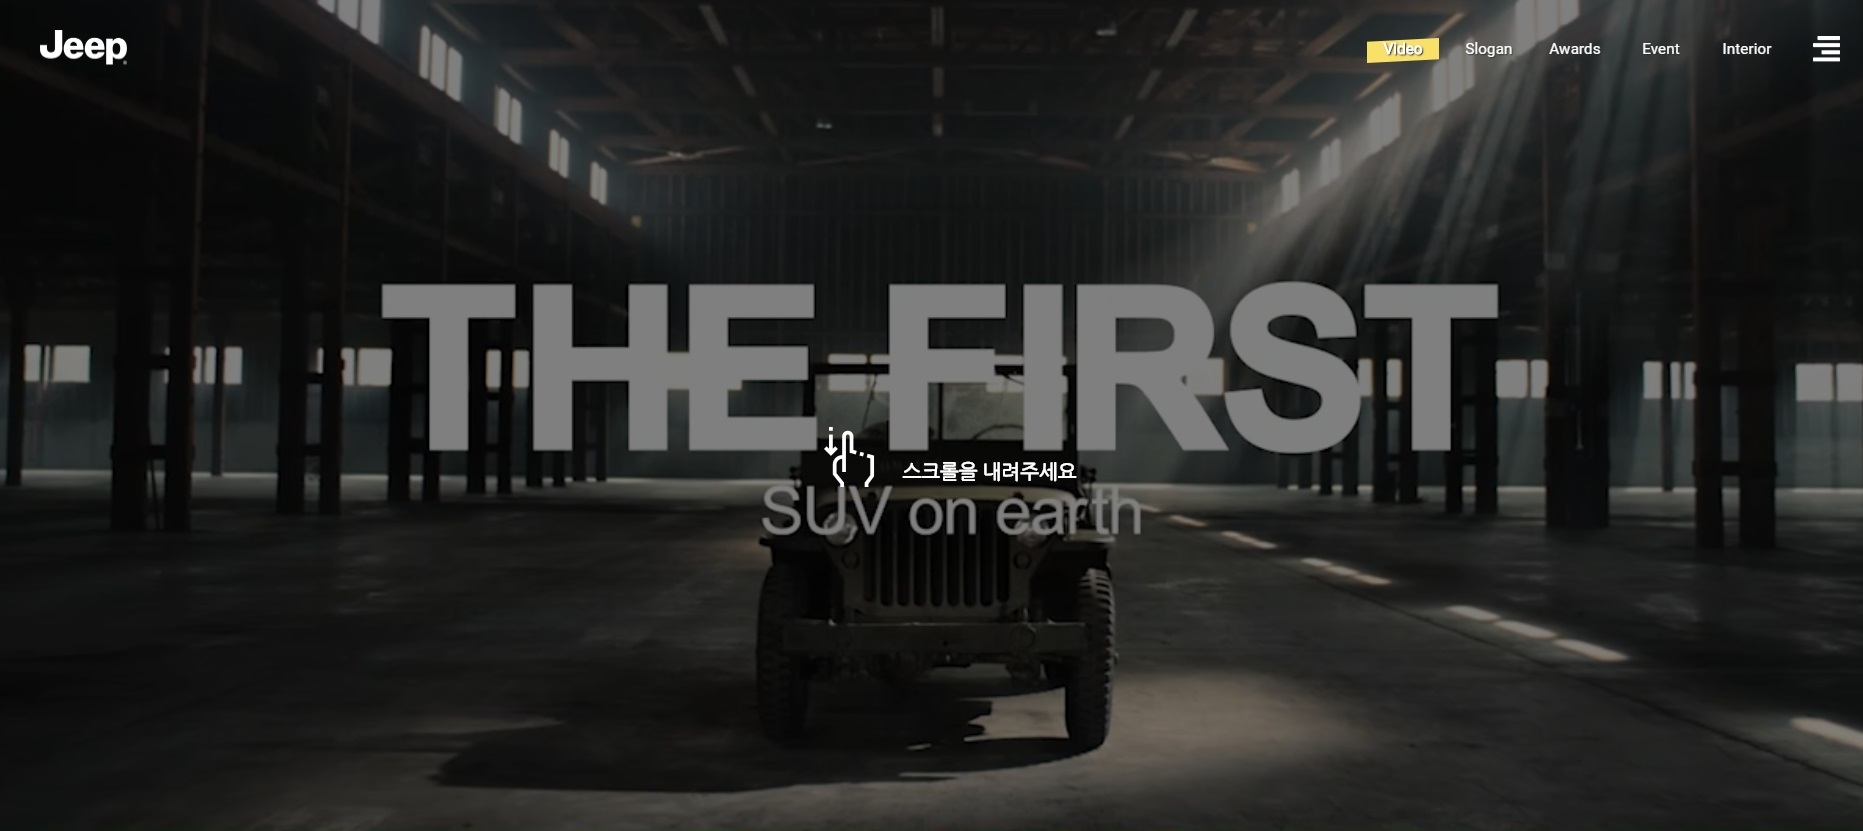 Jeep
Video
Slogan
Awards
Event
Interior
THE FIRST
스크롤을 내려주세요
SUV on earth